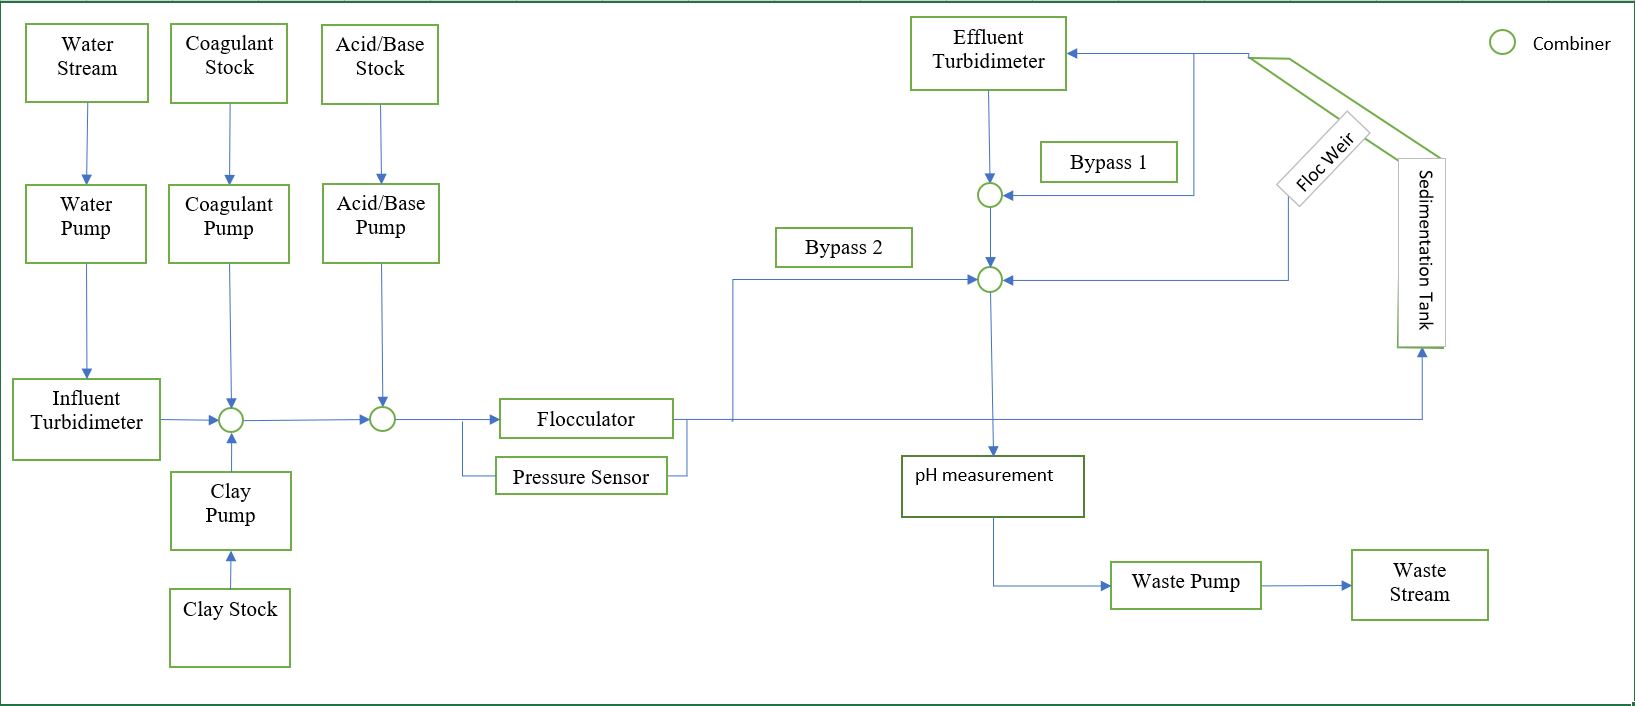 Water
Stream
Coagulant
Stock
Acid/Base
Stock
Effluent
Turbidimeter
Combiner
Bypass 1
Floc Weir
Sedimentation Tank
Water
Pump
Coagulant
Pump
Acid/Base
Pump
Bypass 2
Influent
Turbidimeter
Flocculator
Pressure Sensor
pH measurement
Clay
Pump
Clay Stock
Waste Pump
Waste
Stream